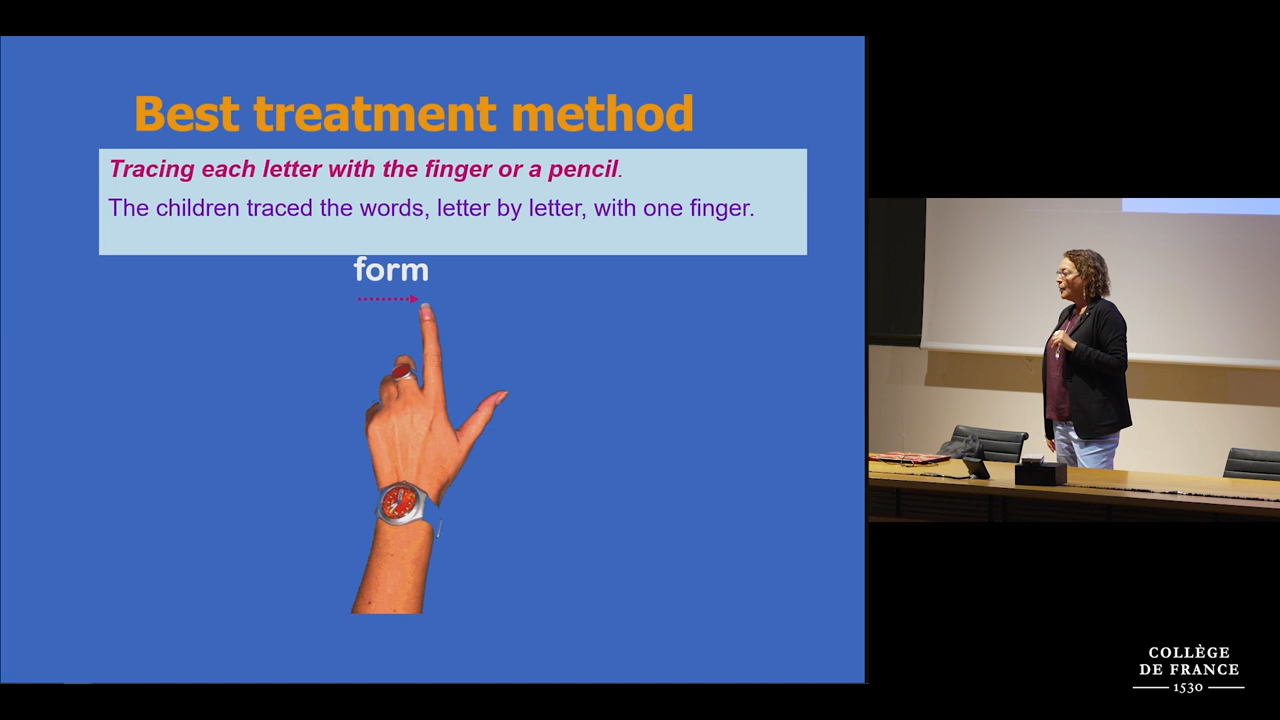 Best treatment method
Tracing each letter with the finger or a pencil.
The children traced the words, letter by letter, with one finger.
form
COLLÈGE
DE FRANCE
1530